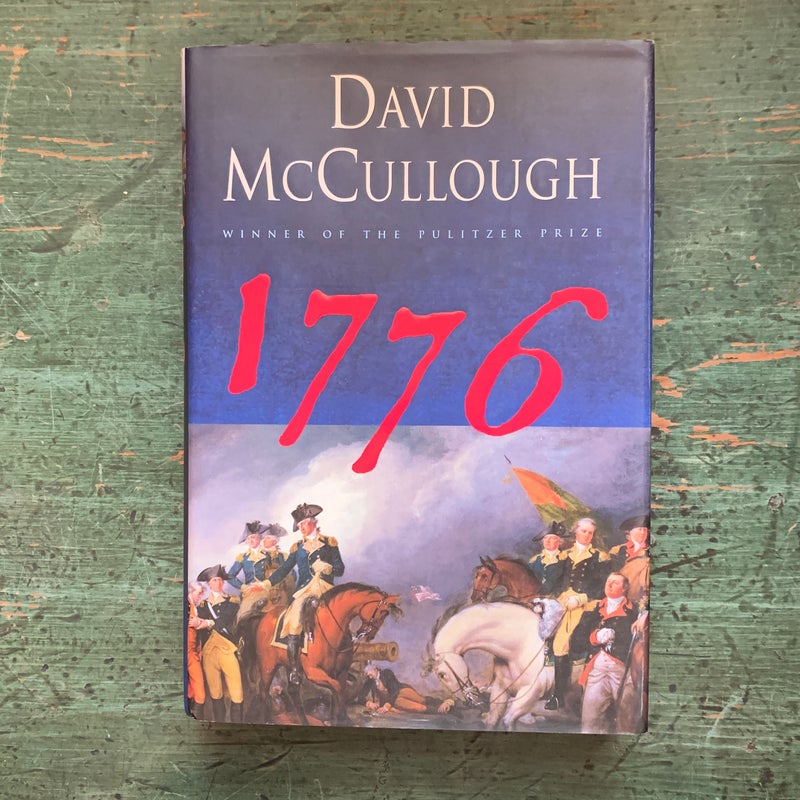 DAVID
MCCULLOUGH
WINNER OF THE PULITZER PRIZE
1776